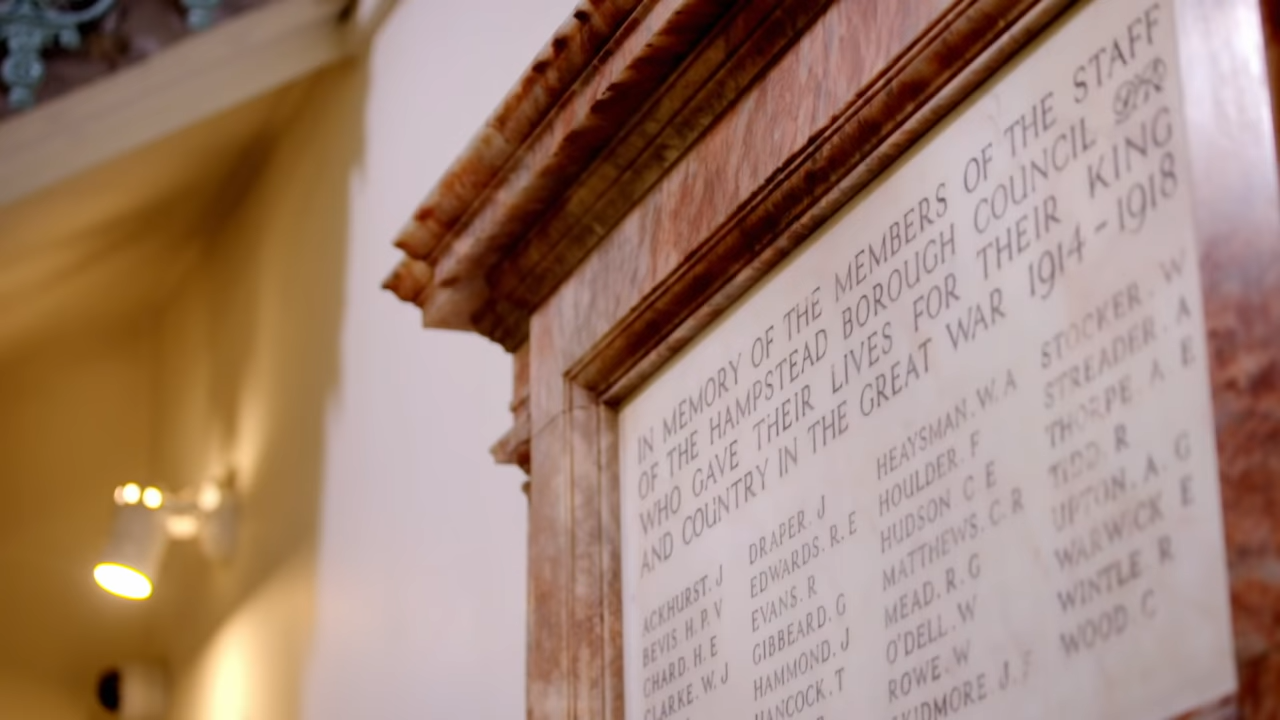 IN MEMORY OF THE MEMBERS OF THE STAFF
OF THE HAMPSTEAD BOROUGH COUNCIL
WHO GAVE THEIR LIVES FOR THEIR KING
AND COUNTRY IN THE GREAT WAR 1914-1918
ACKHURST. J
BEVIS. H. P. V
CHARD. H. E
CLARKE. W. J
DRAPER. J
EDWARDS. R. E
EVANS. R
GIBBEARD. G
HAMMOND. J
HANCOCK. T
HEAYSMAN. W. A
HOULDER. F
HUDSON. C. E
MATTHEWS. C. R
MEAD. R. G
O'DELL. W
ROWE. W
SKIDMORE J. F
STOCKER. W
STREADER. A
THORPE. A E
TIDD. R
UPTON. A. G
WARWICK E
WINTLE R
WOOD. C